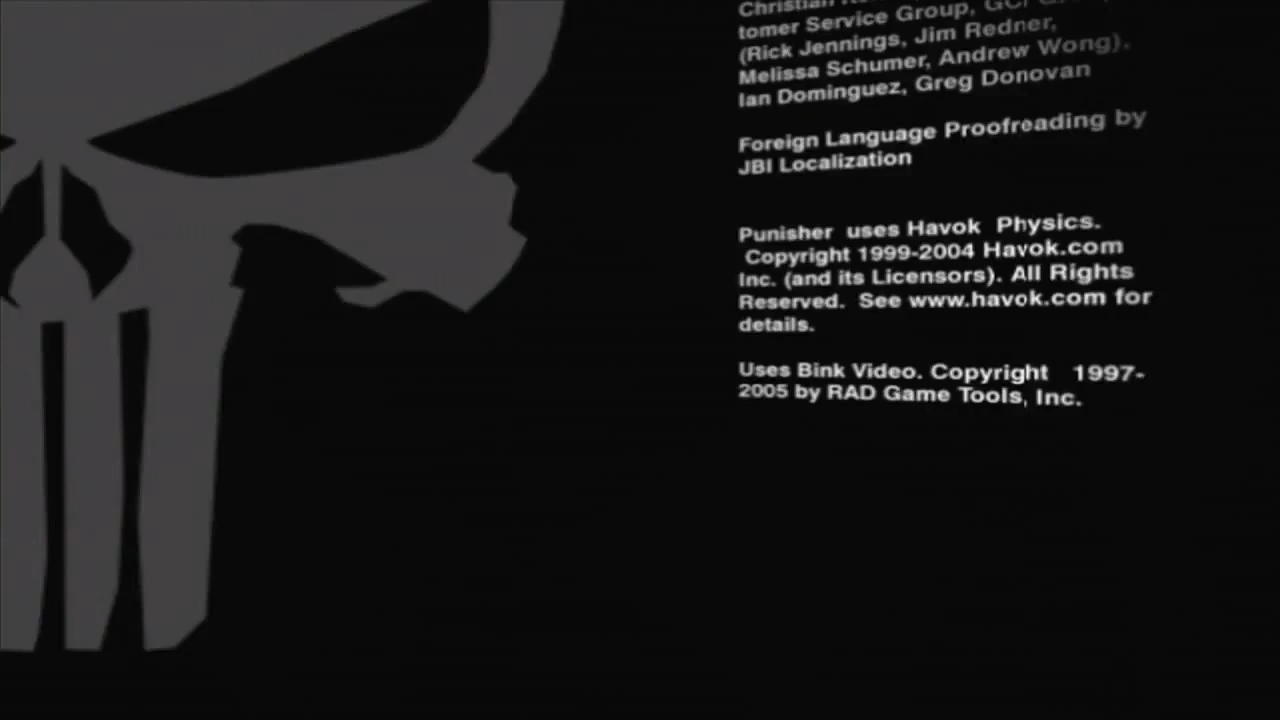 Christian
tomer Service Group, GCI
(Rick Jennings, Jim Redner,
Melissa Schumer, Andrew Wong),
Ian Dominguez, Greg Donovan
Foreign Language Proofreading by
JBI Localization
Punisher uses Havok Physics.
Copyright 1999-2004 Havok.com
Inc. (and its Licensors). All Rights
Reserved. See www.havok.com for
details.
Uses Bink Video. Copyright 1997-
2005 by RAD Game Tools, Inc.